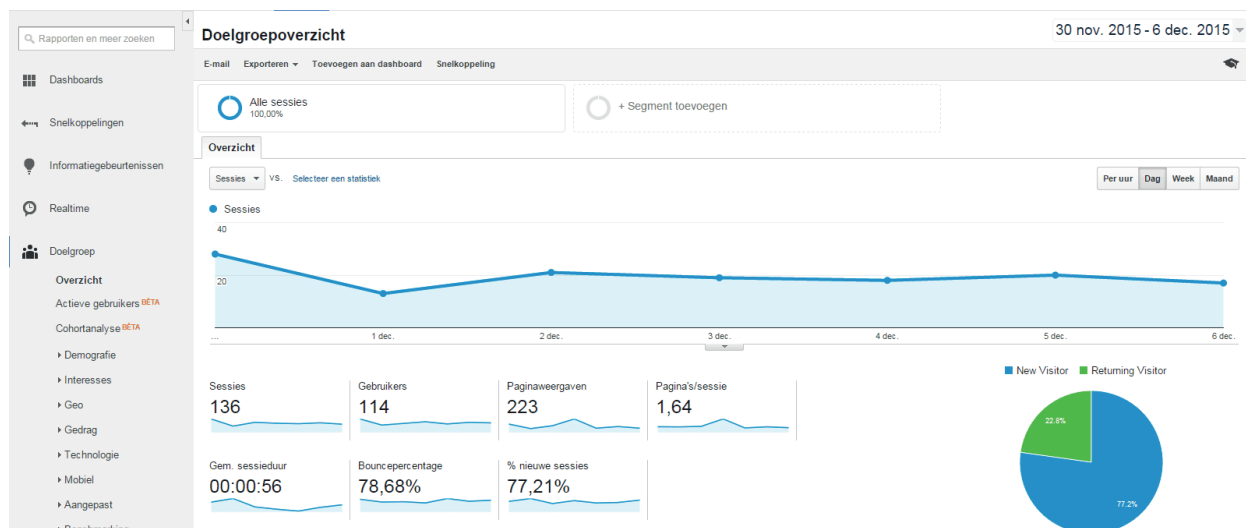 Rapporten en meer zoeken
Dashboards
Snelkoppelingen
Informatiegebeurtenissen
Realtime
Doelgroep
Overzicht
Actieve gebruikers BÈTA
Cohortanalyse BÈTA
Demografie
Interesses
Geo
Gedrag
Technologie
Mobiel
Aangepast
Benchmarking
Doelgroepoverzicht
30 nov. 2015 - 6 dec. 2015
E-mail Exporteren Toevoegen aan dashboard Snelkoppeling
Alle sessies
100,00%
+ Segment toevoegen
Overzicht
Sessies VS. Selecteer een statistiek
Per uur Dag Week Maand
Sessies
40
20
... 1 dec. 2 dec. 3 dec. 4 dec. 5 dec. 6 dec.
Sessies
136
Gebruikers
114
Paginaweergaven
223
Pagina's/sessie
1,64
Gem. sessieduur
00:00:56
Bouncepercentage
78,68%
% nieuwe sessies
77,21%
New Visitor Returning Visitor
22.8%
77.2%